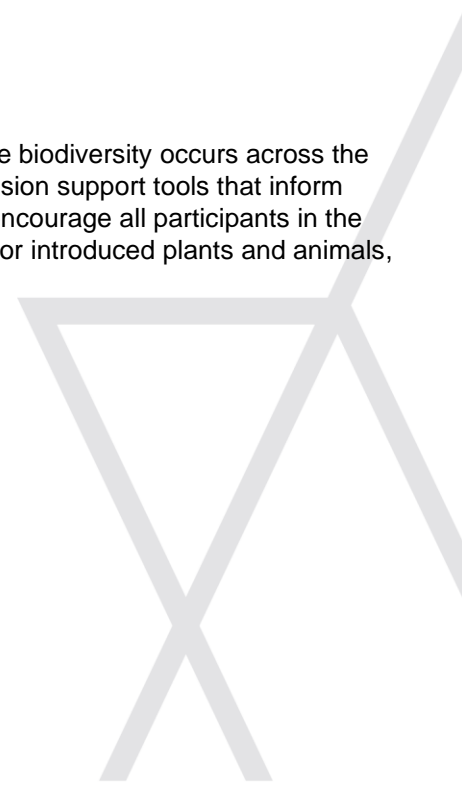 e biodiversity occurs across the
sion support tools that inform
ncourage all participants in the
or introduced plants and animals,